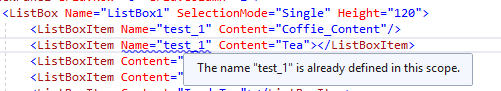 <ListBox Name="ListBox1" SelectionMode="Single" Height="120">
<ListBoxItem Name="test_1" Content="Coffie_Content"/>
<ListBoxItem Name="test_1" Content="Tea"></ListBoxItem>
<ListBoxItem Content="
The name "test_1" is already defined in this scope.
<ListBoxItem Content="